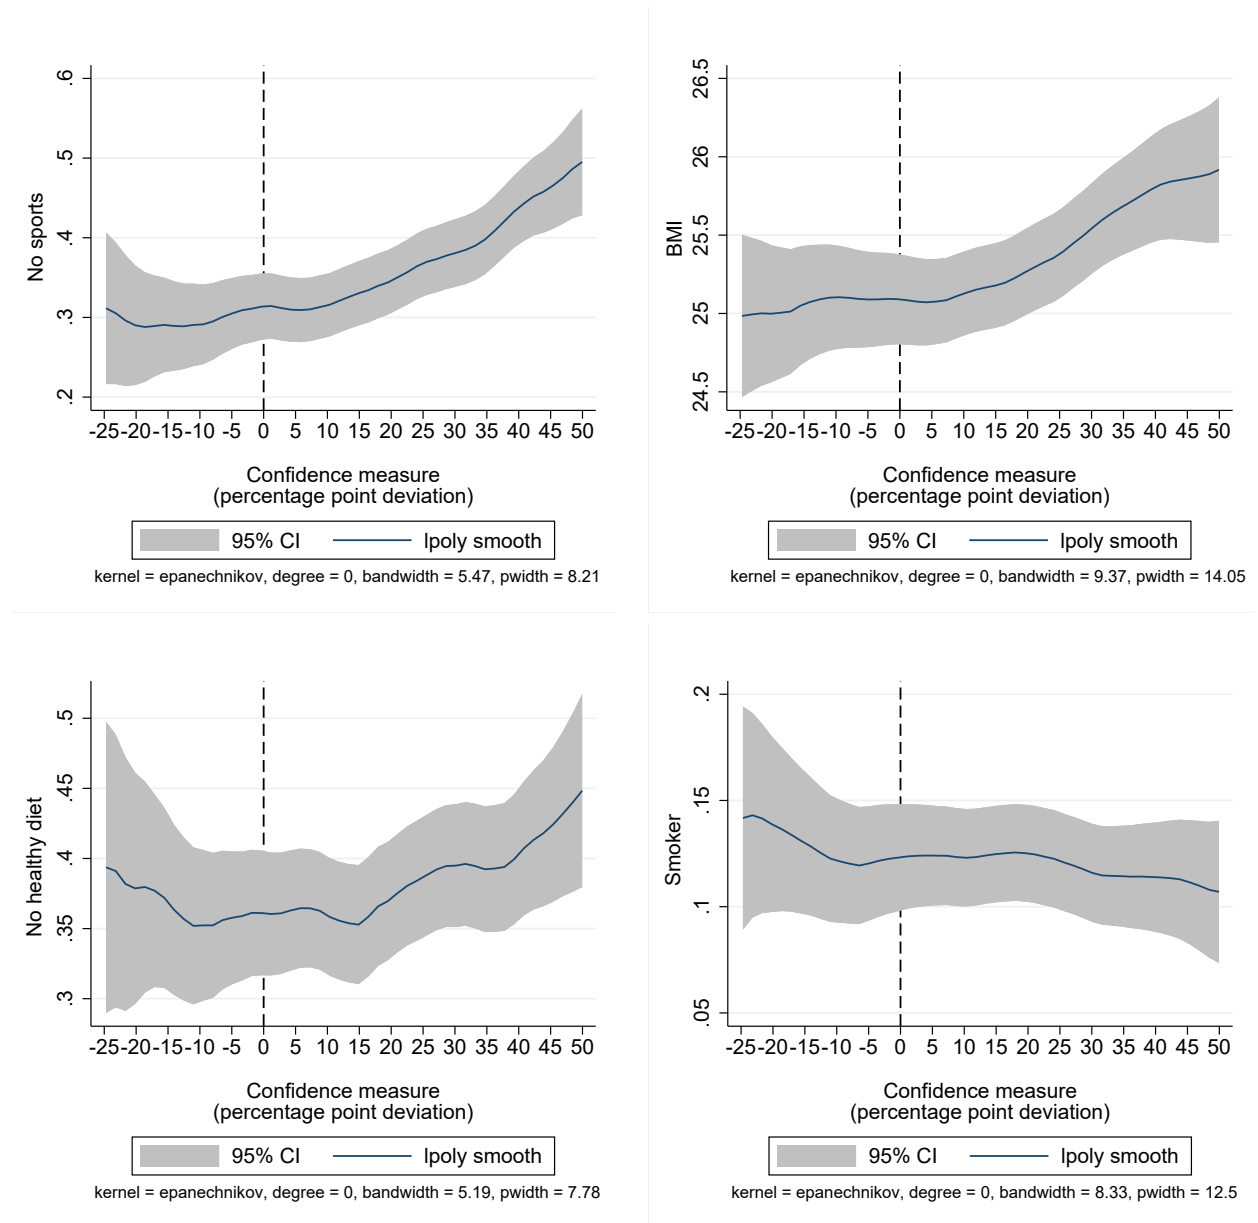 No sports
.6
.5
.4
.3
.2
-25 -20 -15 -10 -5 0 5 10 15 20 25 30 35 40 45 50
Confidence measure
(percentage point deviation)
95% CI lpoly smooth
kernel = epanechnikov, degree = 0, bandwidth = 5.47, pwidth = 8.21
BMI
26.5
26
25.5
25
24.5
-25 -20 -15 -10 -5 0 5 10 15 20 25 30 35 40 45 50
Confidence measure
(percentage point deviation)
95% CI lpoly smooth
kernel = epanechnikov, degree = 0, bandwidth = 9.37, pwidth = 14.05
No healthy diet
.5
.45
.4
.35
.3
-25 -20 -15 -10 -5 0 5 10 15 20 25 30 35 40 45 50
Confidence measure
(percentage point deviation)
95% CI lpoly smooth
kernel = epanechnikov, degree = 0, bandwidth = 5.19, pwidth = 7.78
Smoker
.2
.15
.1
.05
-25 -20 -15 -10 -5 0 5 10 15 20 25 30 35 40 45 50
Confidence measure
(percentage point deviation)
95% CI lpoly smooth
kernel = epanechnikov, degree = 0, bandwidth = 8.33, pwidth = 12.5